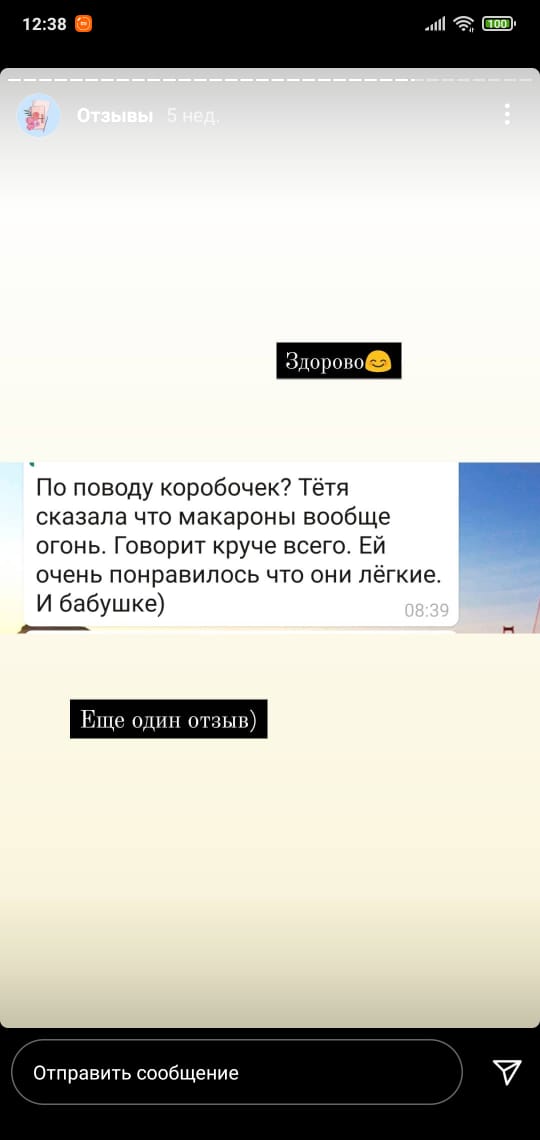 12:38
100
Отзывы 5 нед.
Здорово😊
По поводу коробочек? Тётя
сказала что макароны вообще
огонь. Говорит круче всего. Ей
очень понравилось что они лёгкие.
И бабушке)
08:39
Еще один отзыв)
Отправить сообщение